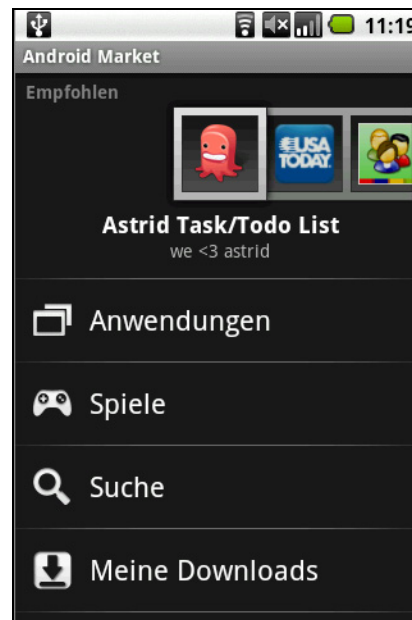 11:19
Android Market
Empfohlen
USA
TODAY
Astrid Task/Todo List
we <3 astrid
Anwendungen
Spiele
Suche
Meine Downloads